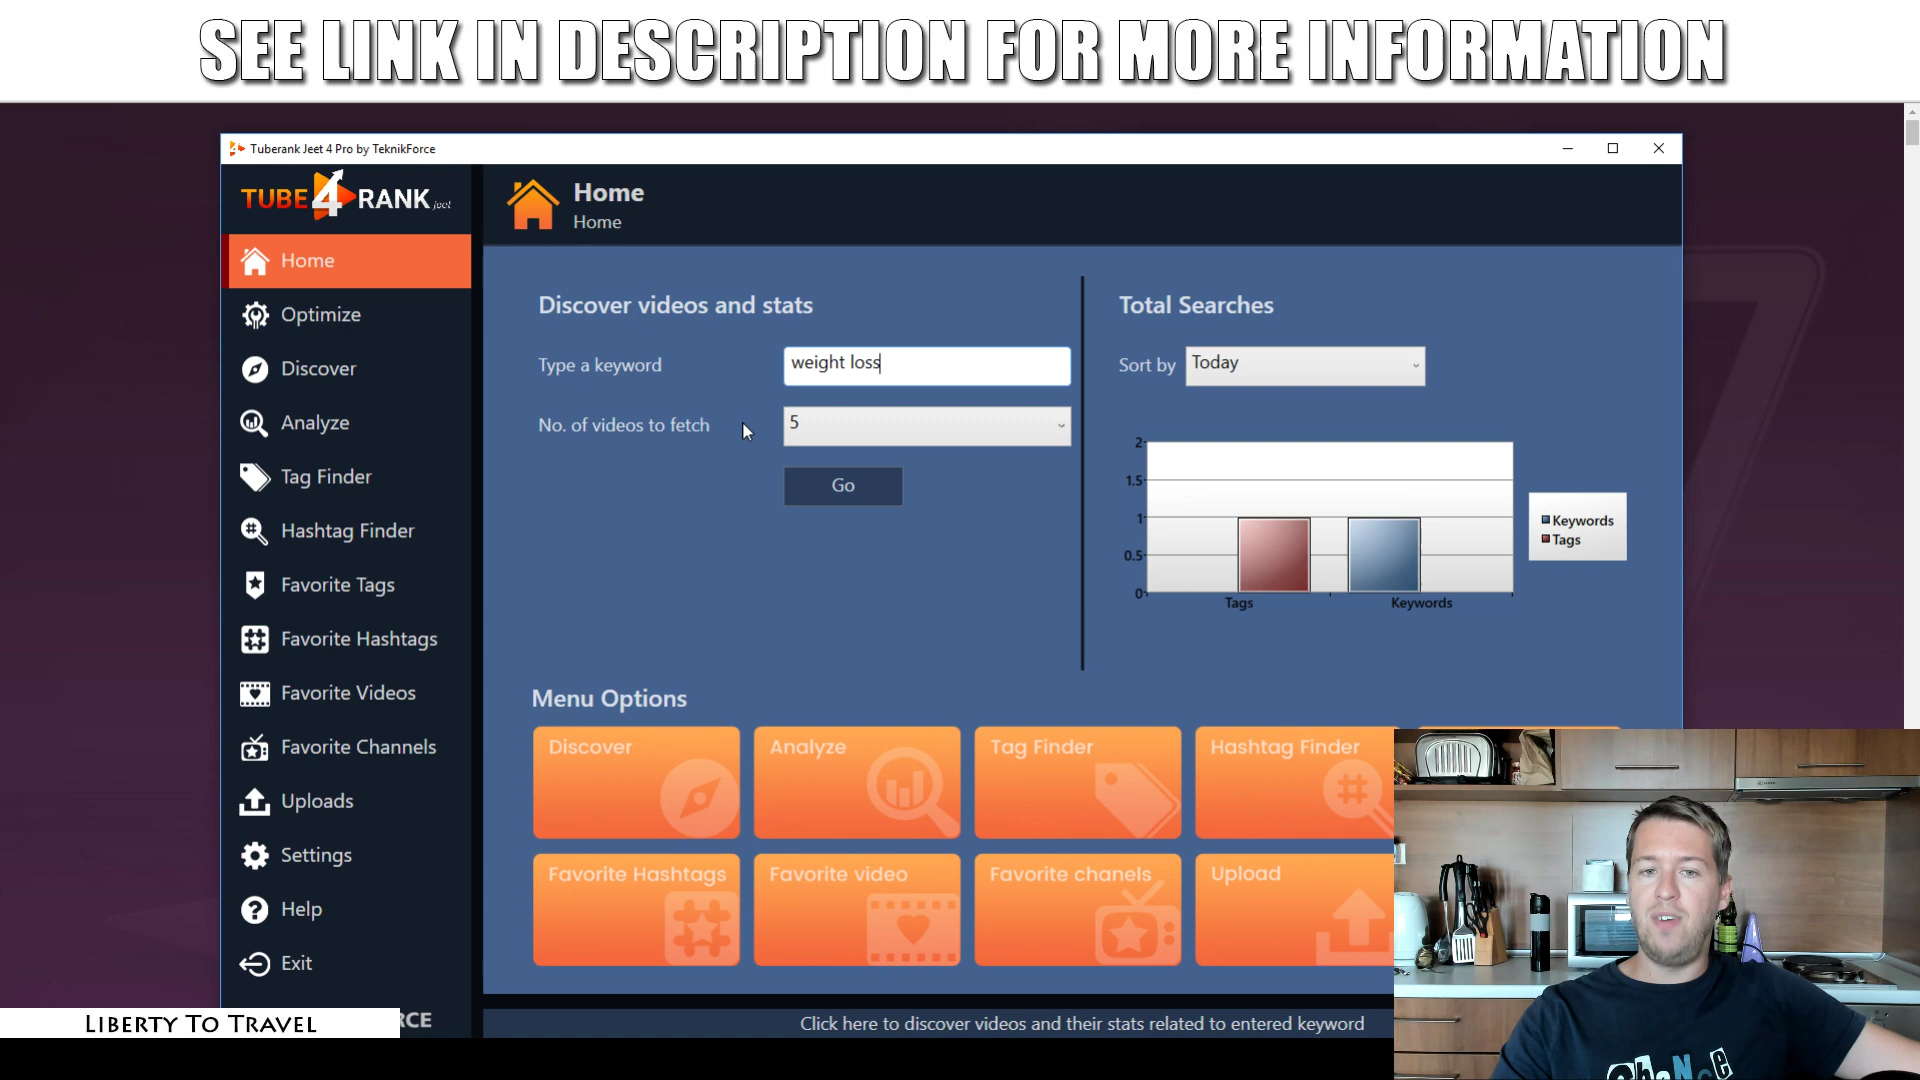 SEE LINK IN DESCRIPTION FOR MORE INFORMATION
Tuberank Jeet 4 Pro by TeknikForce
TUBE 4 RANK jeet
Home
Home
Home
Optimize
Discover
Analyze
Tag Finder
Hashtag Finder
Favorite Tags
Favorite Hashtags
Favorite Videos
Favorite Channels
Uploads
Settings
Help
Exit
Discover videos and stats
Type a keyword
weight loss
No. of videos to fetch
5
Go
Total Searches
Sort by
Today
2
1.5
1
0.5
0
Tags
Keywords
Keywords
Tags
Menu Options
Discover
Analyze
Tag Finder
Hashtag Finder
Favorite Hashtags
Favorite video
Favorite chanels
Upload
LIBERTY TO TRAVEL
RCE
Click here to discover videos and their stats related to entered keyword